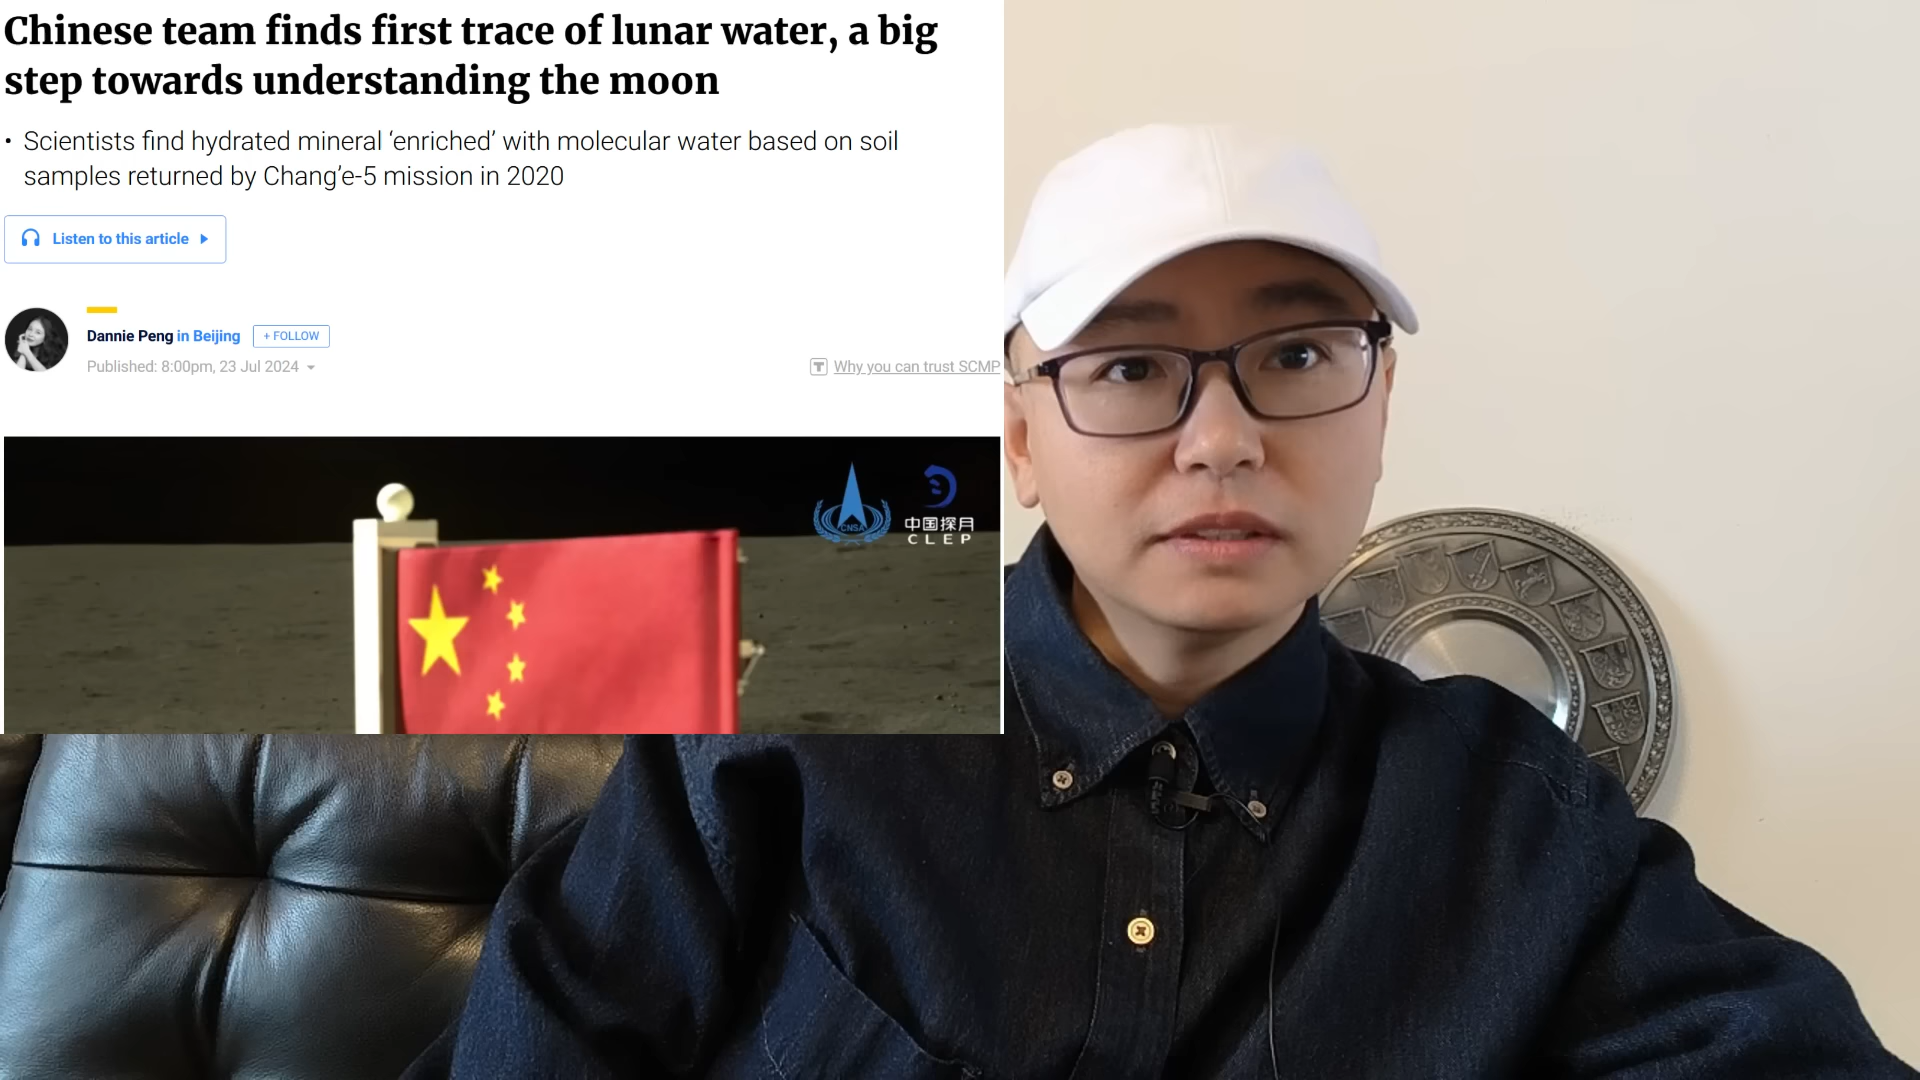 Chinese team finds first trace of lunar water, a big
step towards understanding the moon
• Scientists find hydrated mineral ‘enriched’ with molecular water based on soil
samples returned by Chang’e-5 mission in 2020
Listen to this article
Dannie Peng in Beijing
+ FOLLOW
Published: 8:00pm, 23 Jul 2024
T Why you can trust SCMP
CNSA
中国探月
CLEP